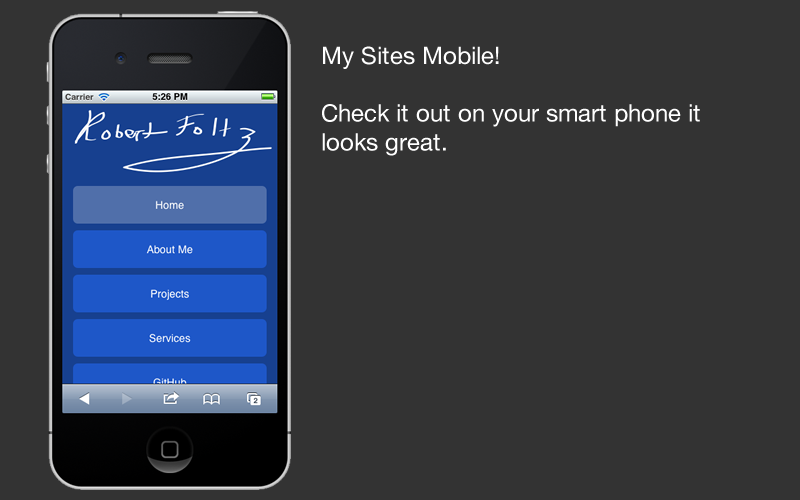 My Sites Mobile!
Check it out on your smart phone it
looks great.
Carrier 5:26 PM
Robert Foltz
Home
About Me
Projects
Services
GitHub
2